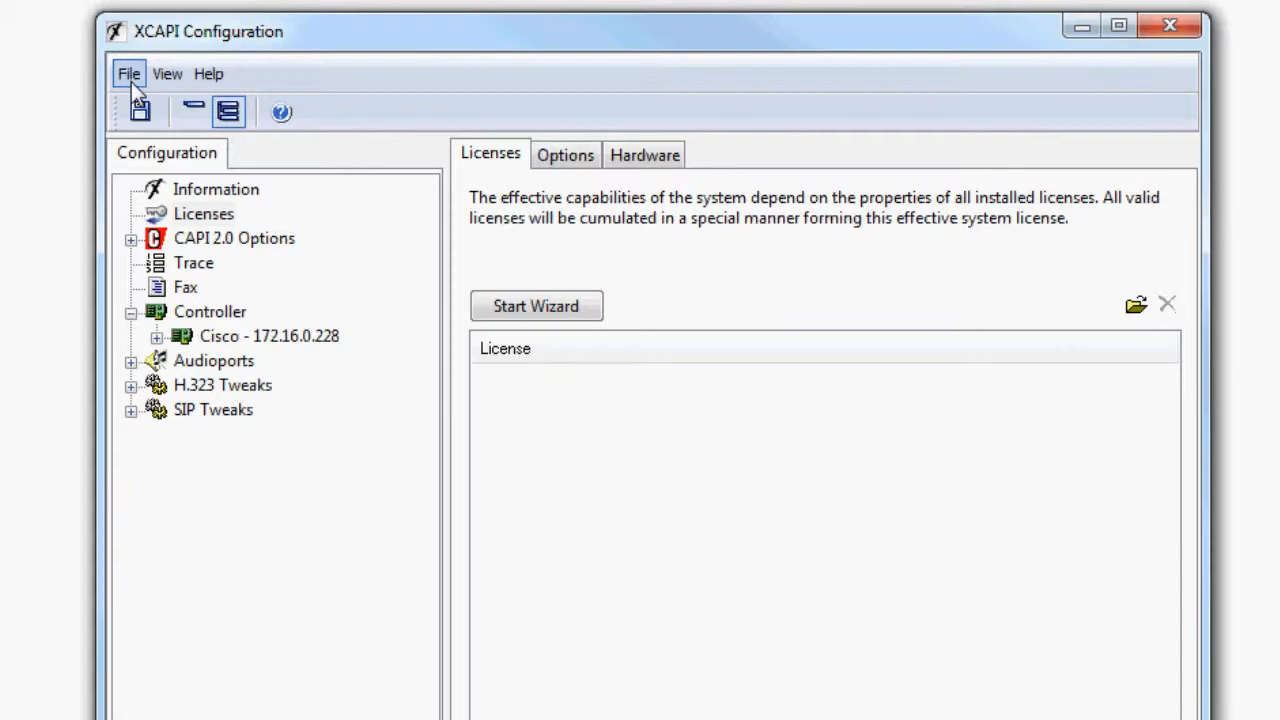 XCAPI Configuration
File View Help
Configuration
Information
Licenses
CAPI 2.0 Options
Trace
Fax
Controller
Cisco - 172.16.0.228
Audioports
H.323 Tweaks
SIP Tweaks
Licenses Options Hardware
The effective capabilities of the system depend on the properties of all installed licenses. All valid
licenses will be cumulated in a special manner forming this effective system license.
Start Wizard
License